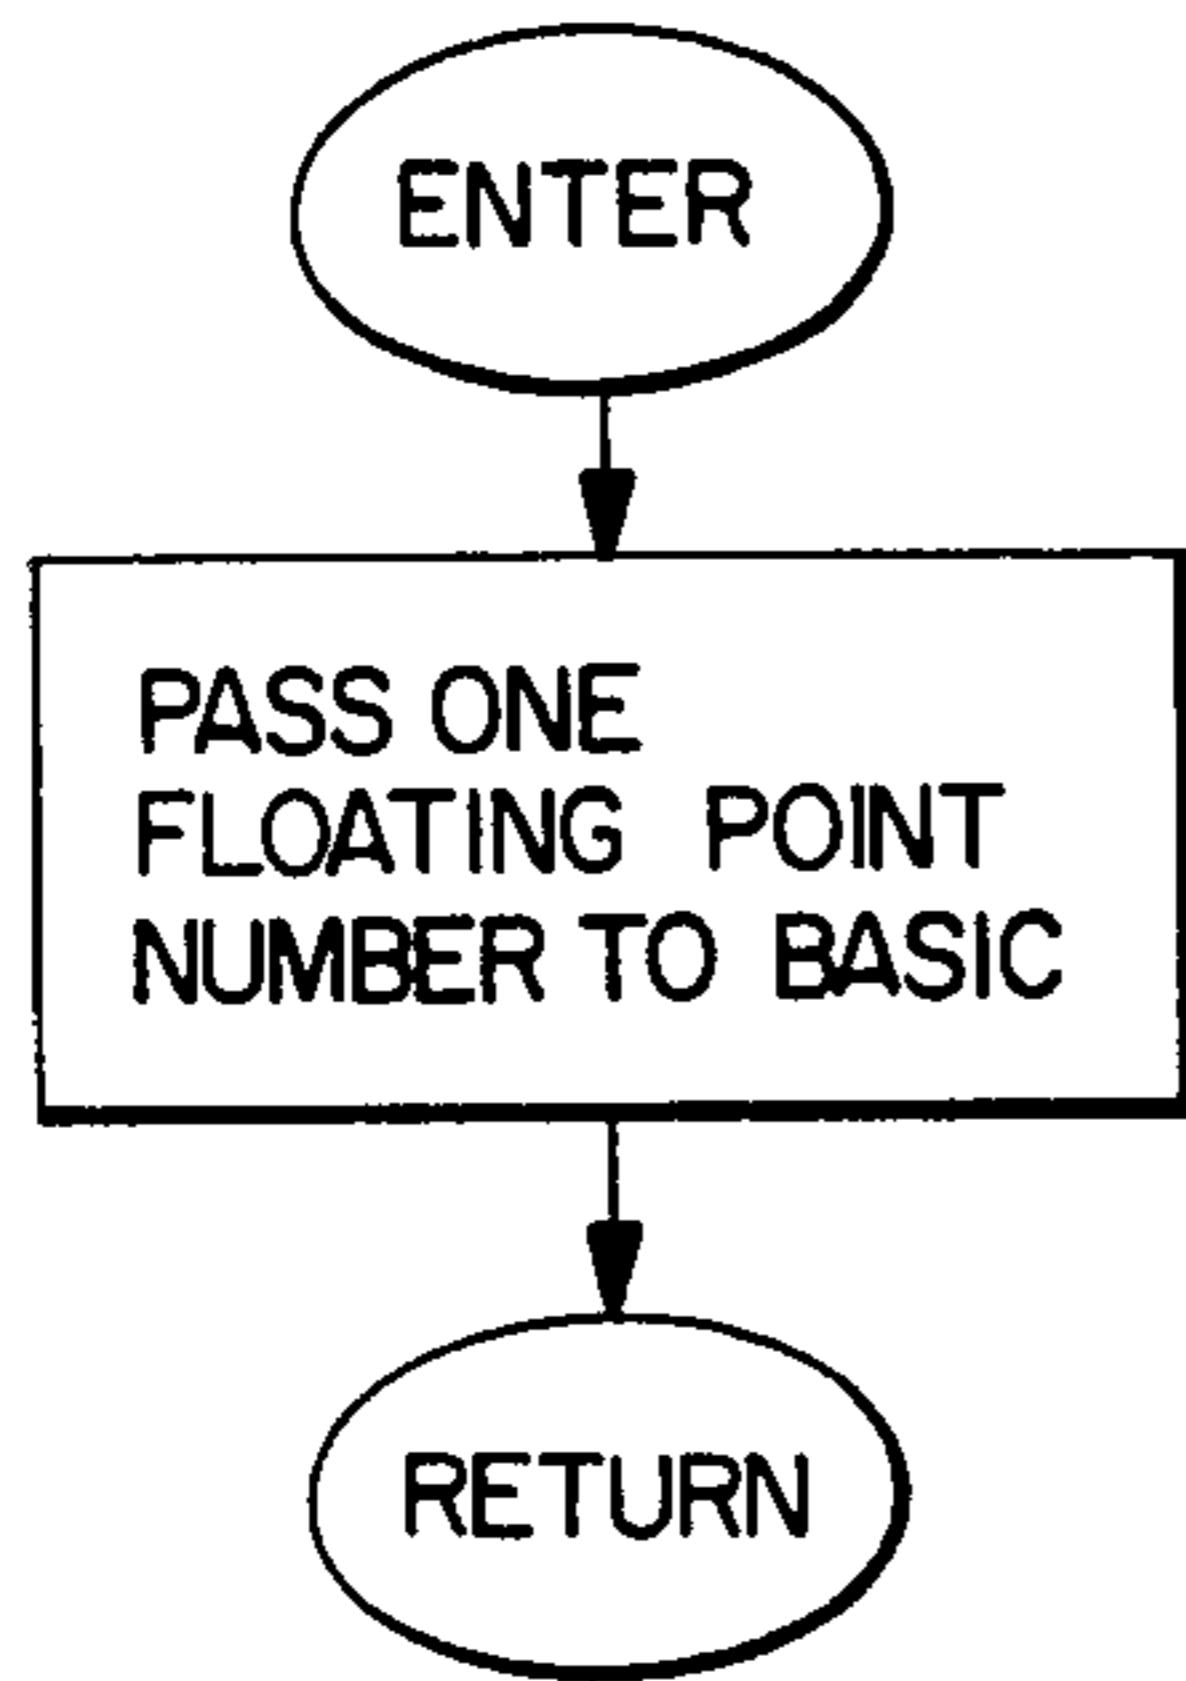 ENTER
PASS ONE
FLOATING POINT
NUMBER TO BASIC
RETURN